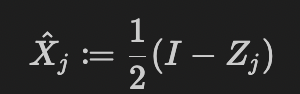 X̂ⱼ := 1/2 (I − Zⱼ)